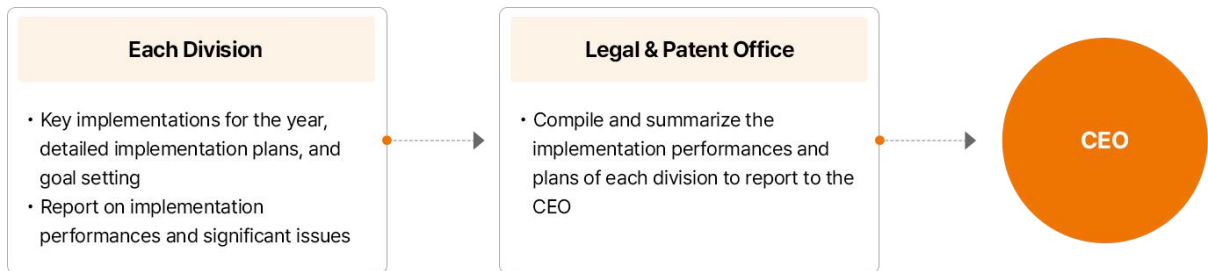 Each Division
• Key implementations for the year,
detailed implementation plans, and
goal setting
• Report on implementation
performances and significant issues
Legal & Patent Office
• Compile and summarize the
implementation performances and
plans of each division to report to the
CEO
CEO